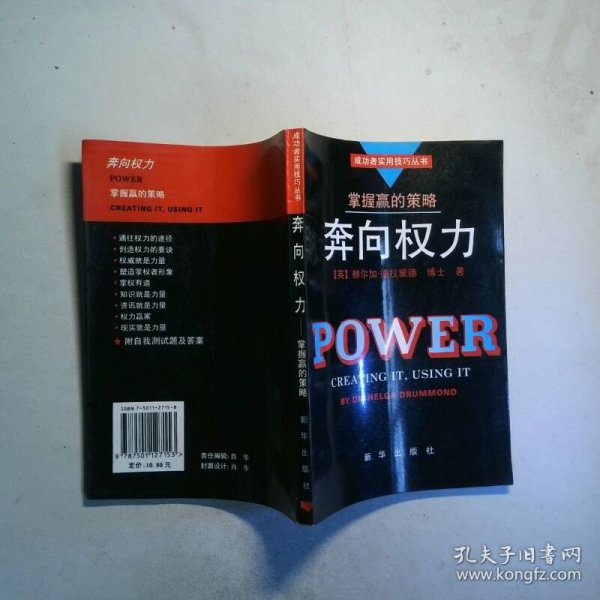 奔向权力
POWER
掌握赢的策略
CREATING IT, USING IT
·通往权力的途径
·创造权力的要诀
·权威就是力量
·塑造掌权者形象
·掌权有道
·知识就是力量
·资讯就是力量
·权力赢家
·现实就是力量
★附自我测试题及答案
ISBN 7-5011-2715-8
9787501127153>
定价:10.80元
责任编辑:自华
封面设计:肖东
成功者实用技巧丛书
奔向权力
——掌握赢的策略
新华出版社
成功者实用技巧丛书
掌握赢的策略
奔向权力
【英】赫尔加·德拉蒙德 博士 著
POWER
CREATING IT, USING IT
BY DR HELGA DRUMMOND
新华出版社
孔夫子旧书网
www.kongfz.com